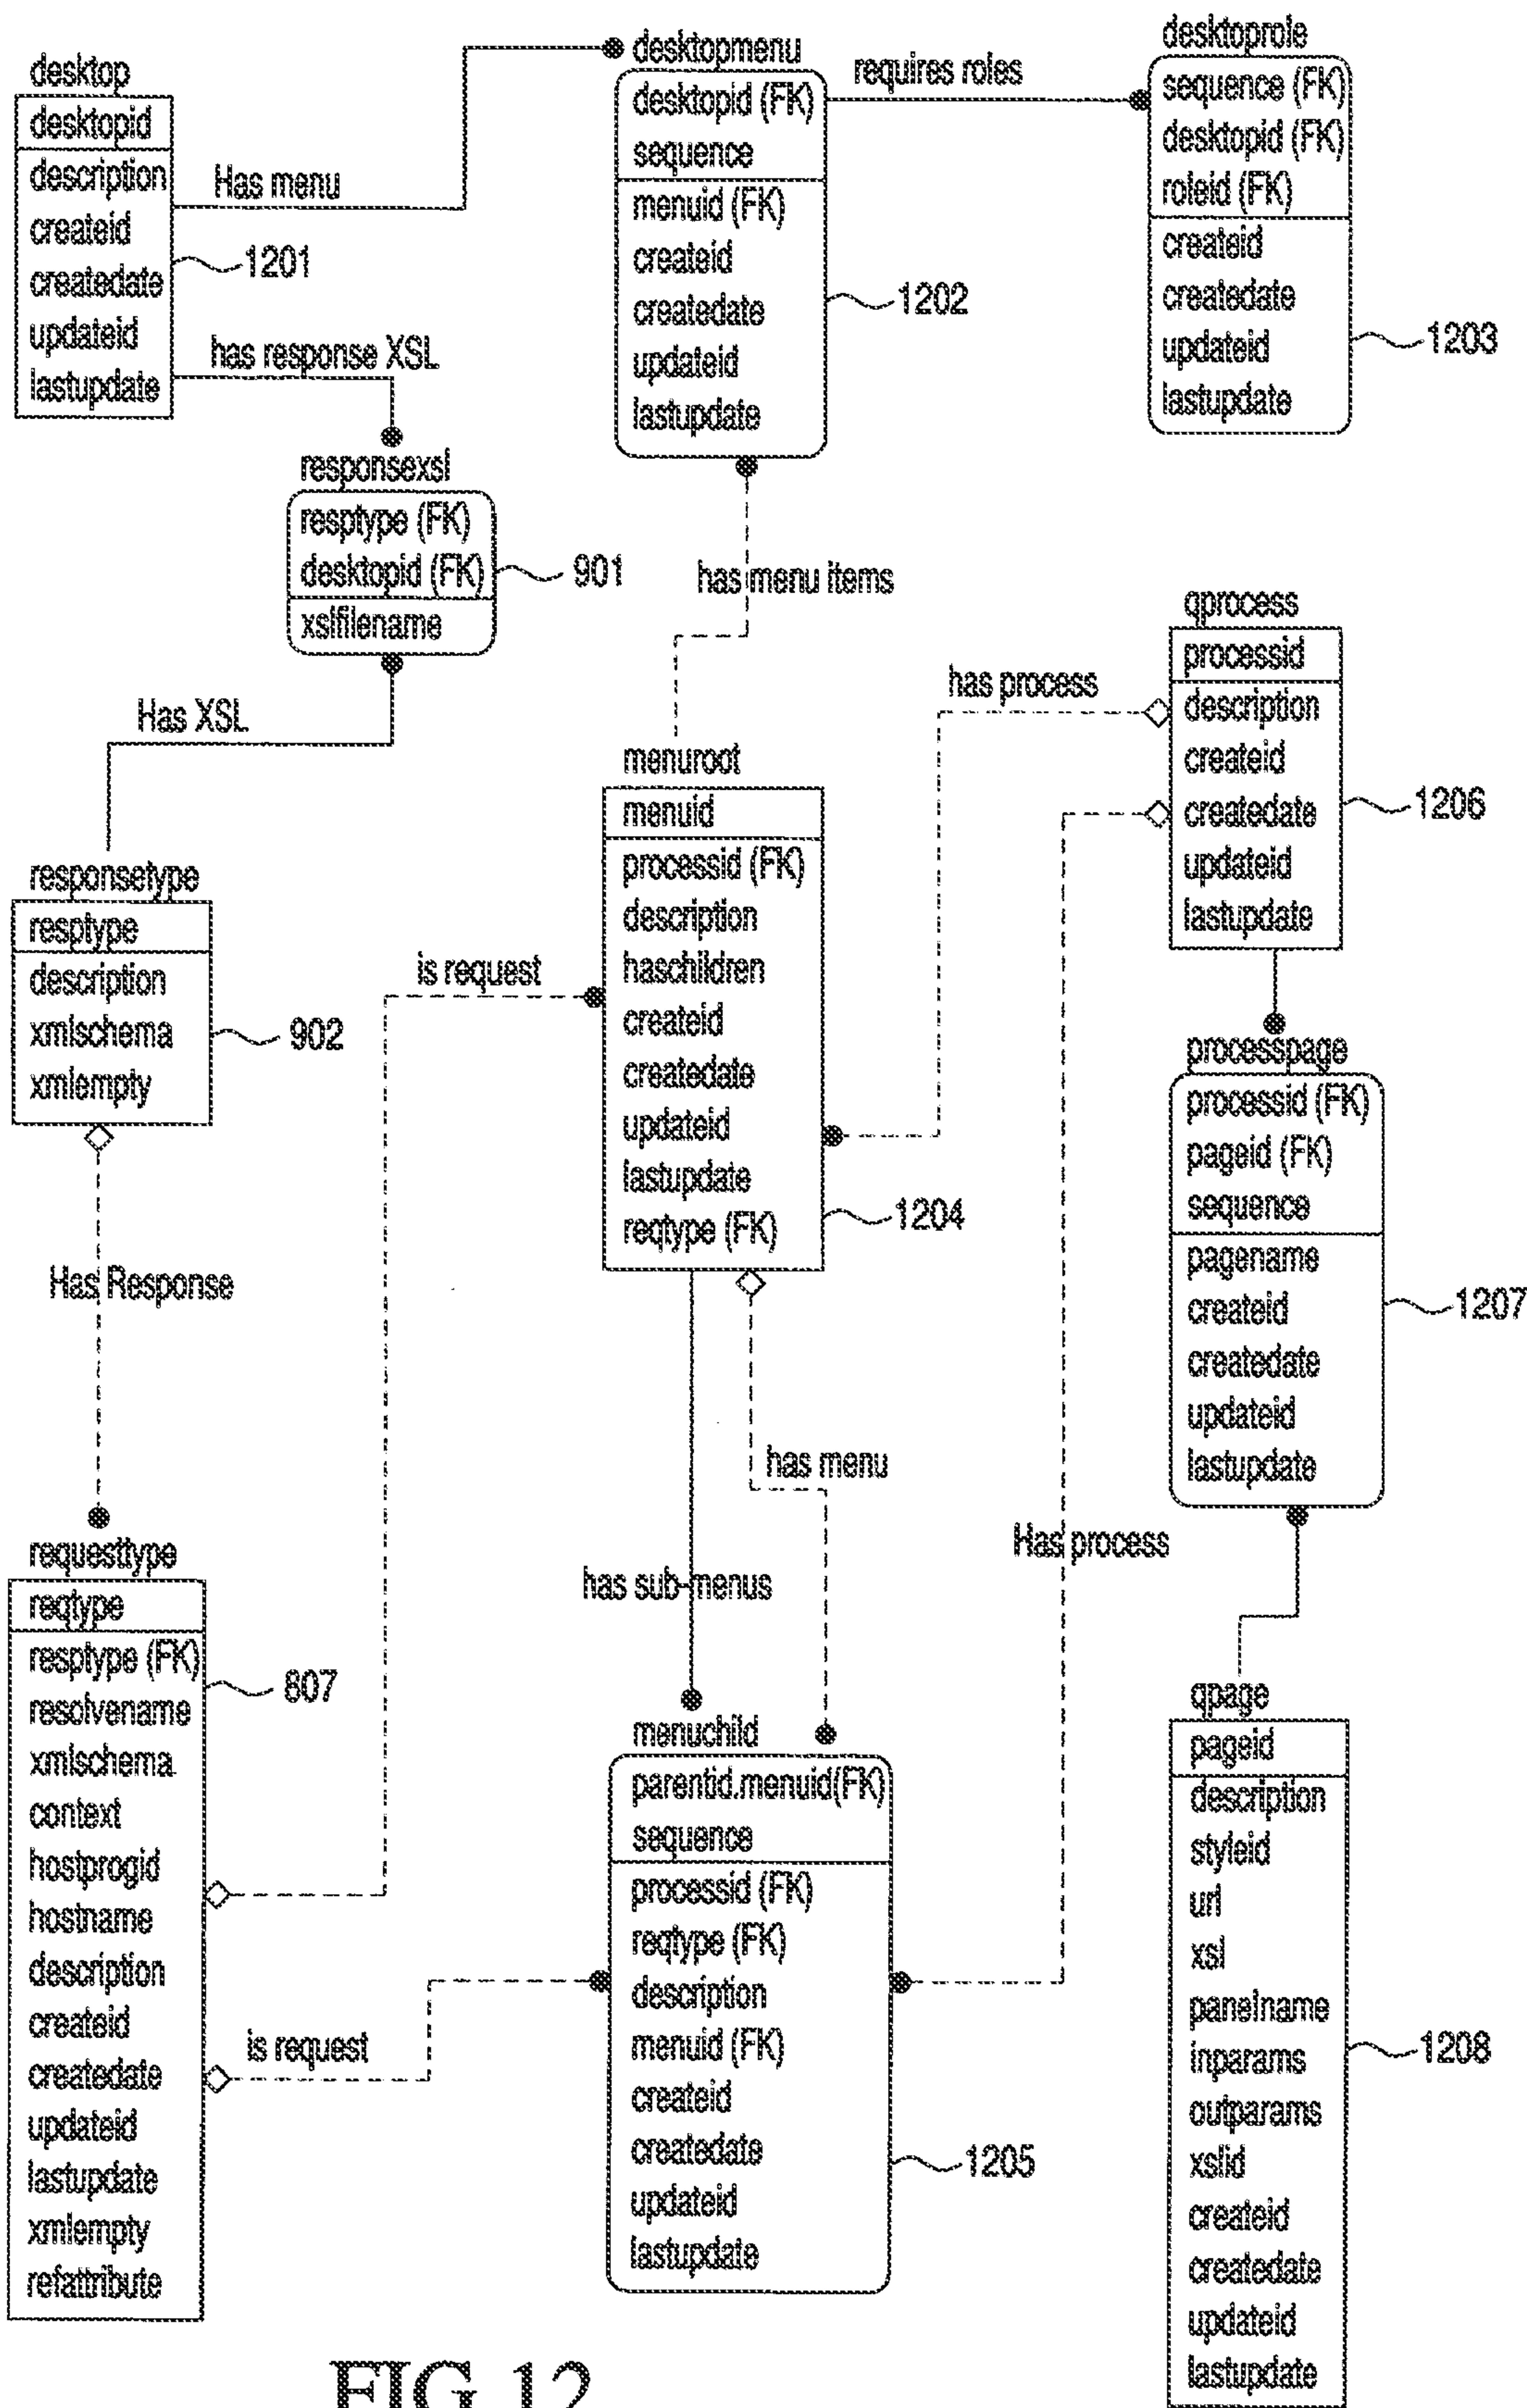 desktop
desktopid
description
createid
createdate
updateid
lastupdate
1201
Has menu
has response XSL
desktopmenu
desktopid (FK)
sequence
menuid (FK)
createid
createdate
updateid
lastupdate
1202
requires roles
desktoprole
sequence (FK)
desktopid (FK)
roleid (FK)
createid
createdate
updateid
lastupdate
1203
responsexsl
resptype (FK)
desktopid (FK)
xslfilename
901
has menu items
Has XSL
responsetype
resptype
description
xmlschema
xmlempty
902
Has Response
is request
menuroot
menuid
processid (FK)
description
haschildren
createid
createdate
updateid
lastupdate
reqtype (FK)
1204
has process
qprocess
processid
description
createid
createdate
updateid
lastupdate
1206
processpage
processid (FK)
pageid (FK)
sequence
pagename
createid
createdate
updateid
lastupdate
1207
has menu
has sub-menus
Has process
requesttype
reqtype
resptype (FK)
resolvename
xmlschema
context
hostprogid
hostname
description
createid
createdate
updateid
lastupdate
xmlempty
refattribute
807
is request
menuchild
parentid.menuid(FK)
sequence
processid (FK)
reqtype (FK)
description
menuid (FK)
createid
createdate
updateid
lastupdate
1205
qpage
pageid
description
styleid
url
xsl
panelname
inparams
outparams
xslid
createid
createdate
updateid
lastupdate
1208
FIG. 12